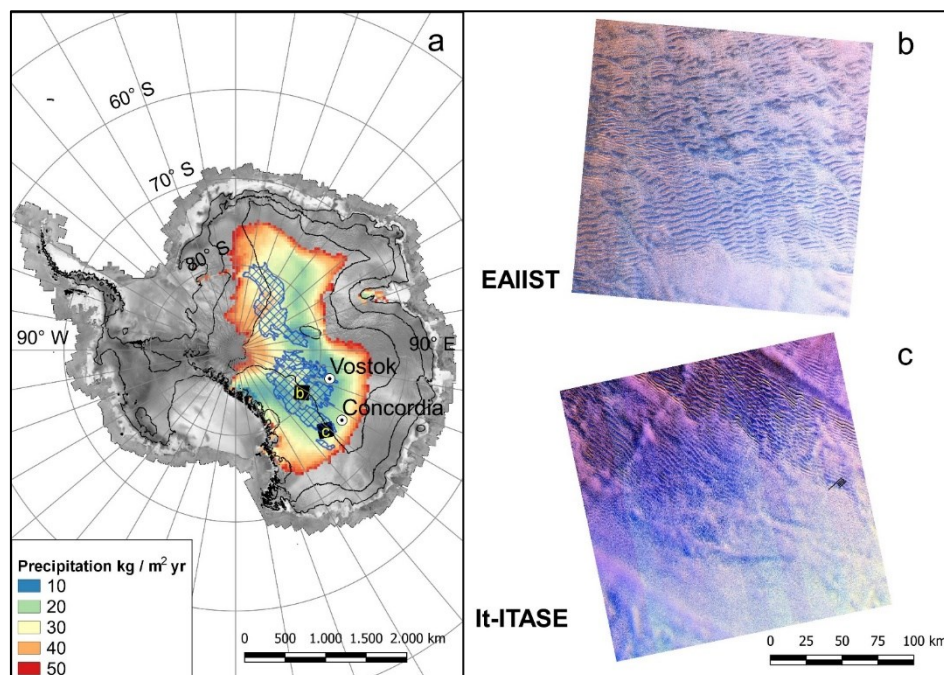 a
60° S
70° S
80° S
90° W
90° E
Vostok
b
Concordia
c
Precipitation kg / m² yr
10
20
30
40
50
0 500 1.000 1.500 2.000 km
b
EAIIST
c
It-ITASE
0 25 50 75 100 km